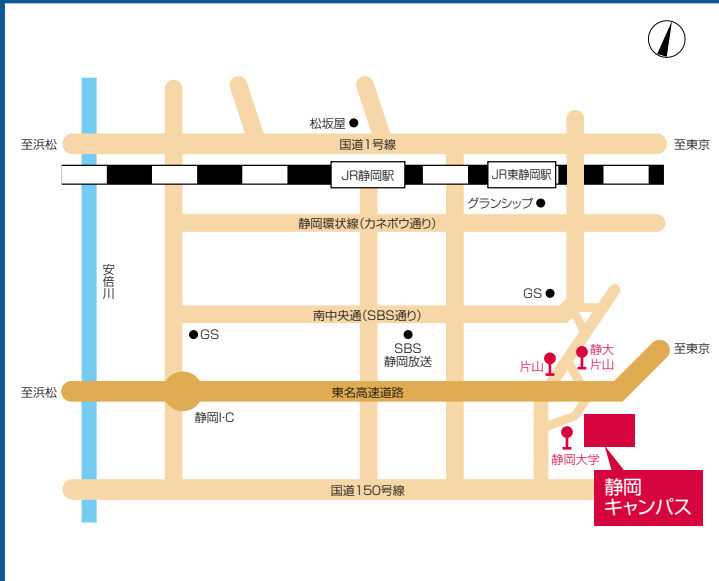 松坂屋
至浜松
国道1号線
至東京
JR静岡駅
JR東静岡駅
グランシップ
静岡環状線(カネボウ通り)
安倍川
GS
南中央通(SBS通り)
GS
SBS
静岡放送
静大
片山
片山
至東京
至浜松
東名高速道路
静岡I・C
静岡大学
静岡
キャンパス
国道150号線